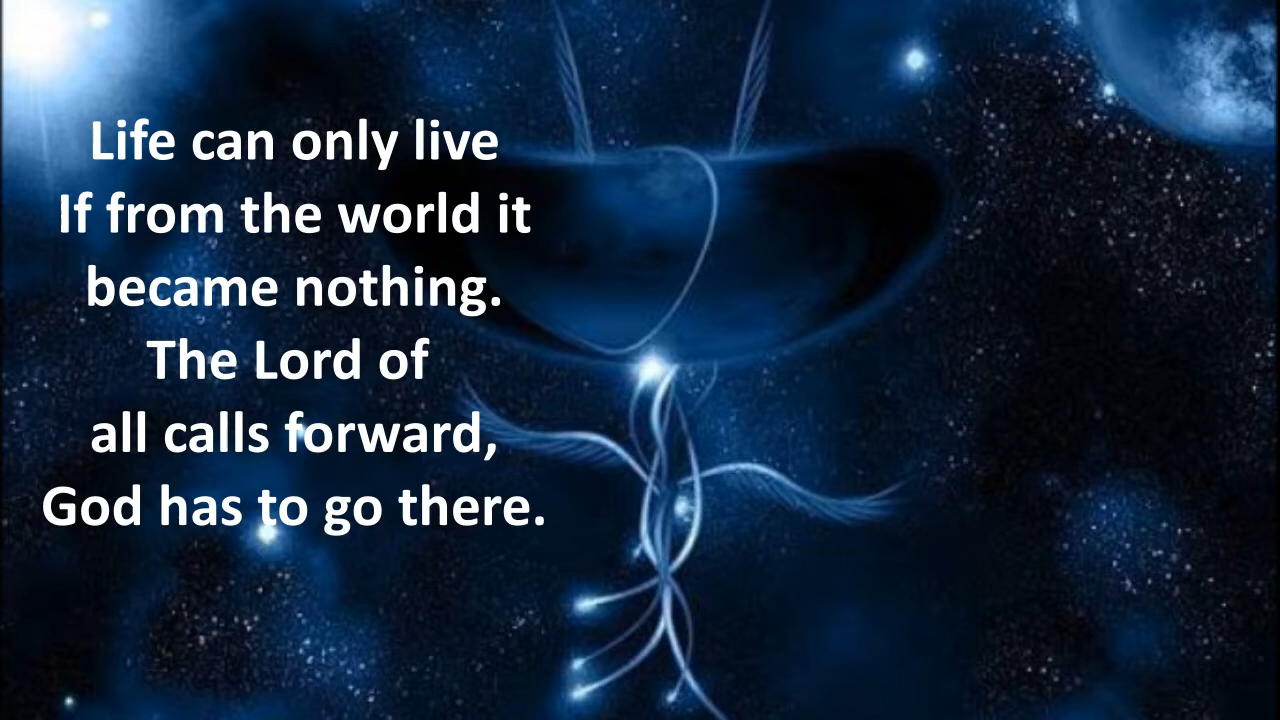 Life can only live
If from the world it
became nothing.
The Lord of
all calls forward,
God has to go there.